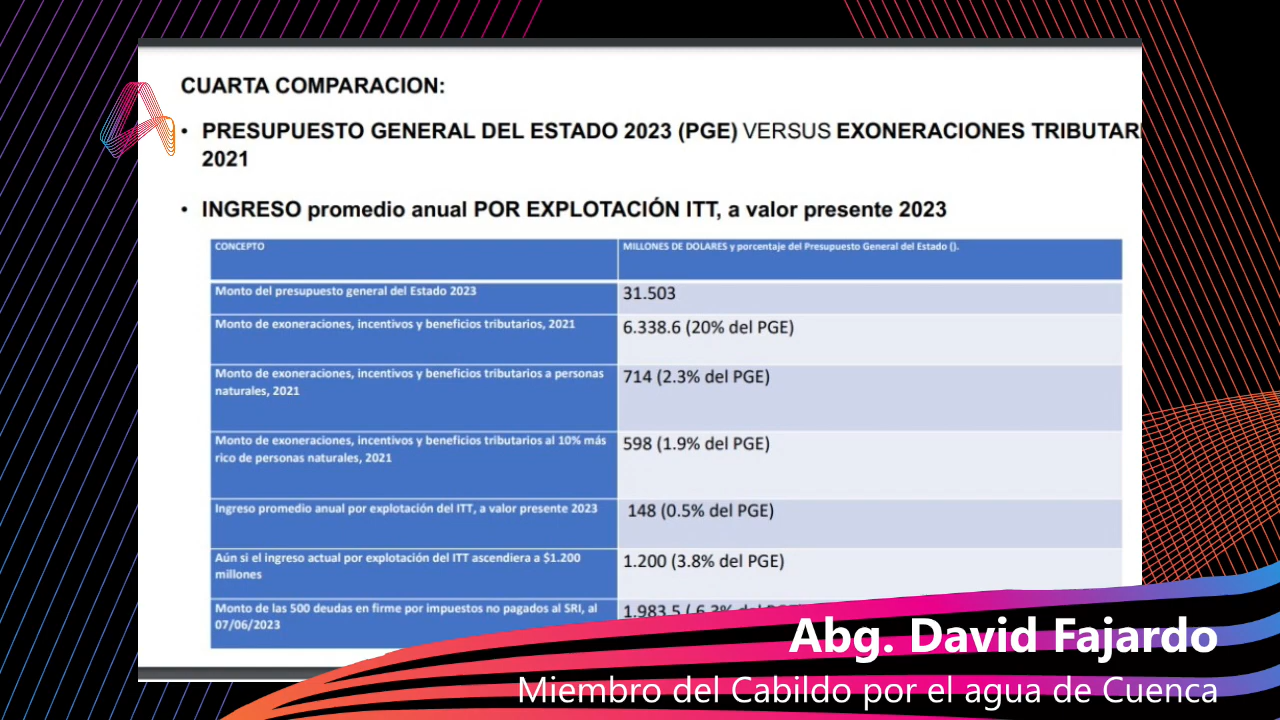 CUARTA COMPARACION:
• PRESUPUESTO GENERAL DEL ESTADO 2023 (PGE) VERSUS EXONERACIONES
2021
• INGRESO promedio anual POR EXPLOTACIÓN ITT, a valor presente 2023
CONCEPTO
MILLONES DE DOLARES y porcentaje del Presupuesto General del Estado ().
Monto del presupuesto general del Estado 2023
31.503
Monto de exoneraciones, incentivos y beneficios tributarios, 2021
6.338.6 (20% del PGE)
Monto de exoneraciones, incentivos y beneficios tributarios a personas
naturales, 2021
714 (2.3% del PGE)
Monto de exoneraciones, incentivos y beneficios tributarios al 10% más
rico de personas naturales, 2021
598 (1.9% del PGE)
Ingreso promedio anual por explotación del ITT, a valor presente 2023
148 (0.5% del PGE)
Aún si el ingreso actual por explotación del ITT ascendiera a $1.200
millones
1.200 (3.8% del PGE)
Monto de las 500 deudas en firme por impuestos no pagados al SRI, al
07/06/2023
1.983.5
Abg. David Fajardo
Miembro del Cabildo por el agua de Cuenca